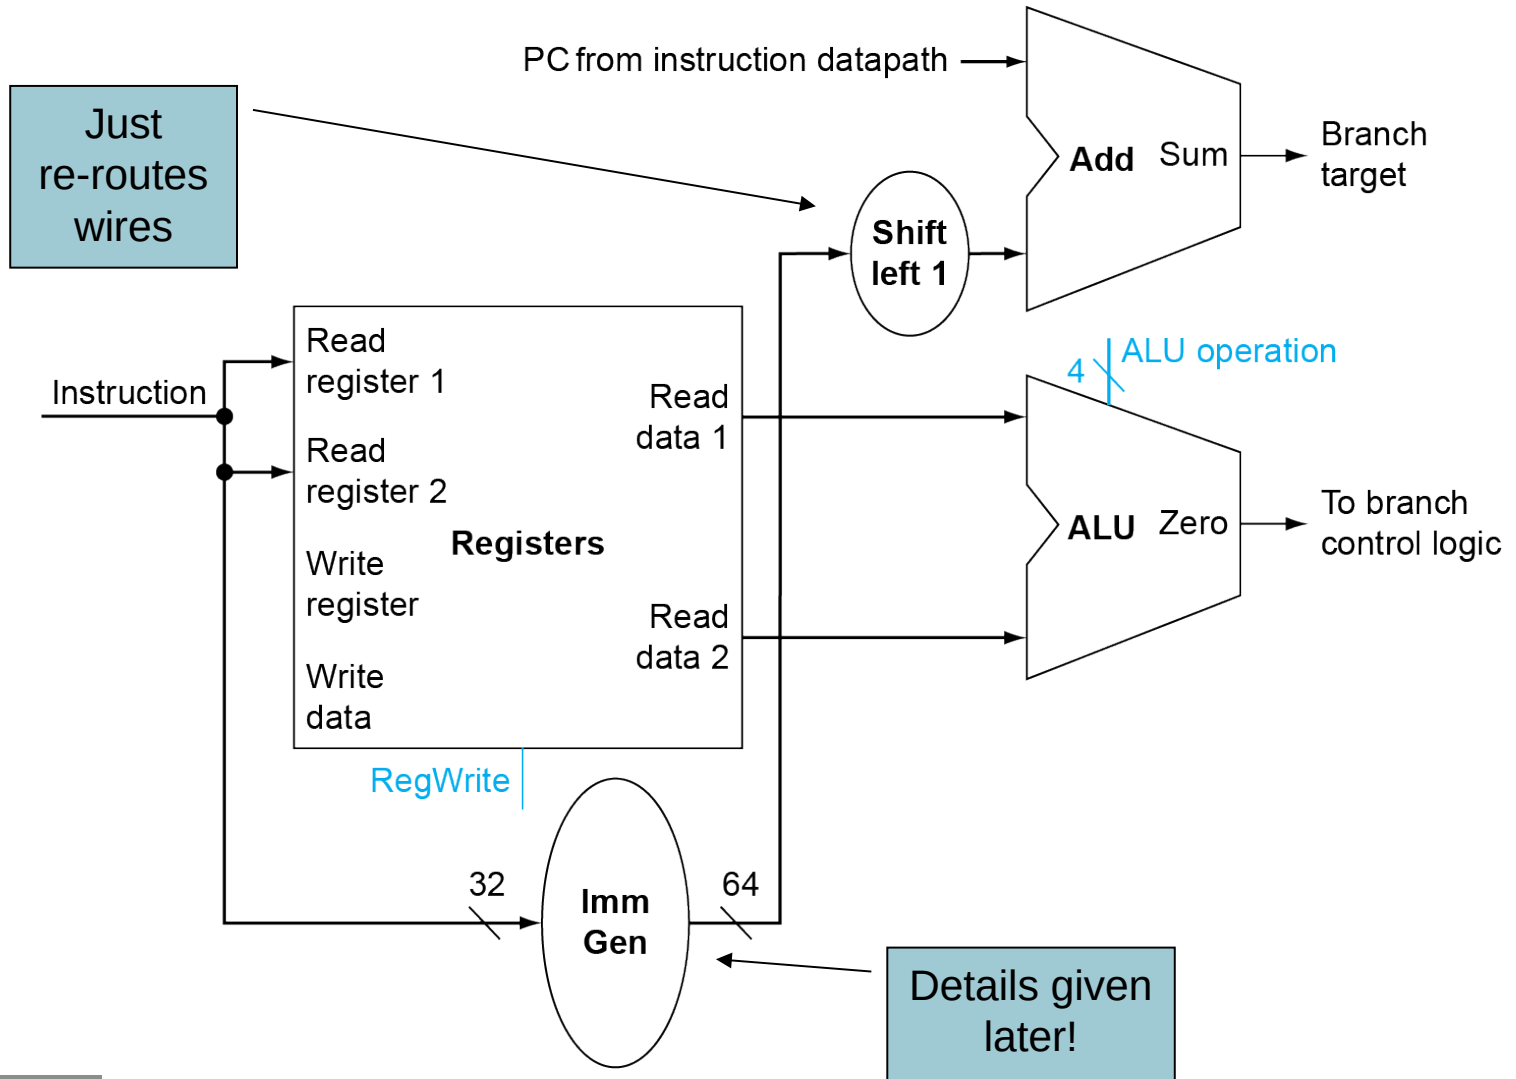 PC from instruction datapath
Just
re-routes
wires
Add
Sum
Branch
target
Shift
left 1
Instruction
Read
register 1
Read
register 2
Write
register
Write
data
Registers
Read
data 1
Read
data 2
4
ALU operation
ALU
Zero
To branch
control logic
RegWrite
32
Imm
Gen
64
Details given
later!